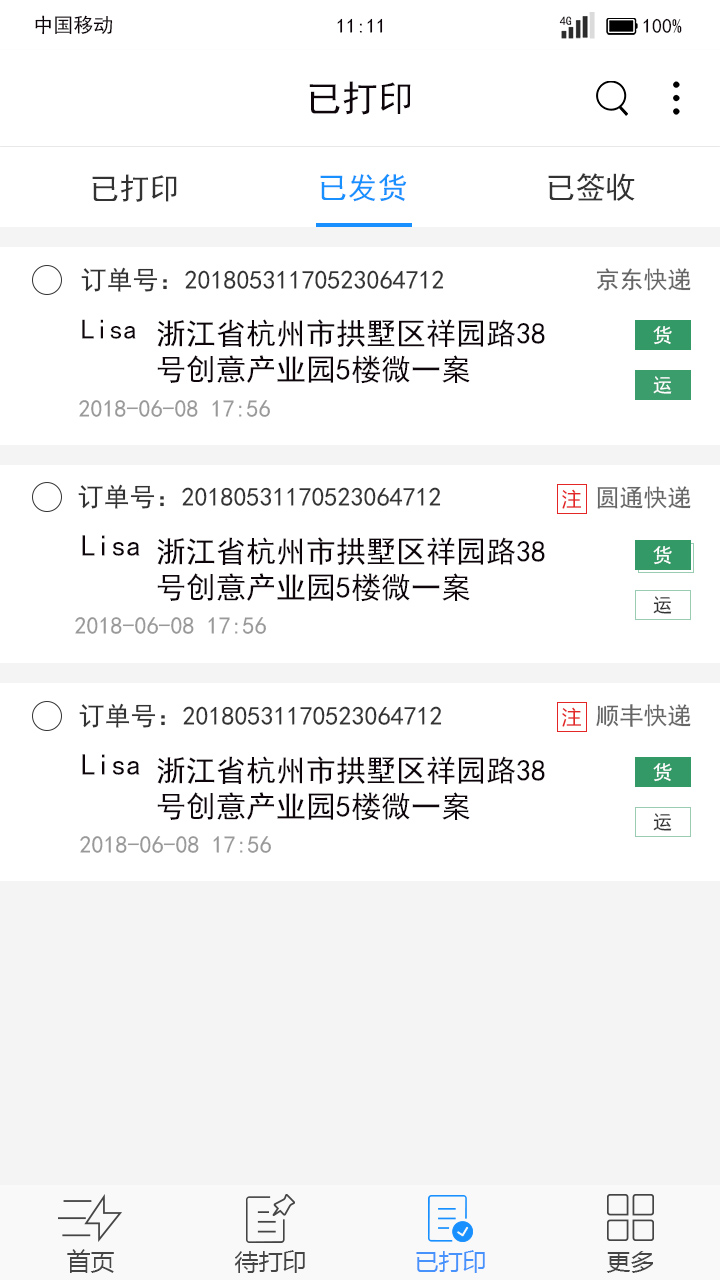 中国移动 11:11 4G 100%
已打印
已打印 已发货 已签收
订单号：20180531170523064712 京东快递
Lisa 浙江省杭州市拱墅区祥园路38 货
号创意产业园5楼微一案 运
2018-06-08 17:56
订单号：20180531170523064712 注 圆通快递
Lisa 浙江省杭州市拱墅区祥园路38 货
号创意产业园5楼微一案 运
2018-06-08 17:56
订单号：20180531170523064712 注 顺丰快递
Lisa 浙江省杭州市拱墅区祥园路38 货
号创意产业园5楼微一案 运
2018-06-08 17:56
首页 待打印 已打印 更多